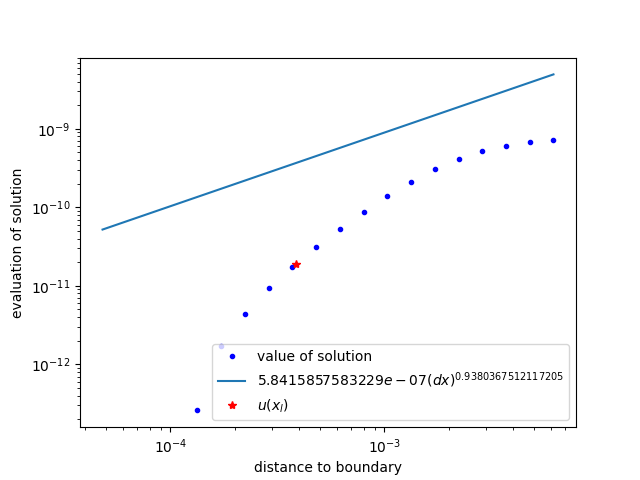 10⁻⁹
10⁻¹⁰
10⁻¹¹
10⁻¹²
evaluation of solution
value of solution
5.8415857583229e − 07(dx)^0.9380367512117205
u(x_l)
10⁻⁴
10⁻³
distance to boundary